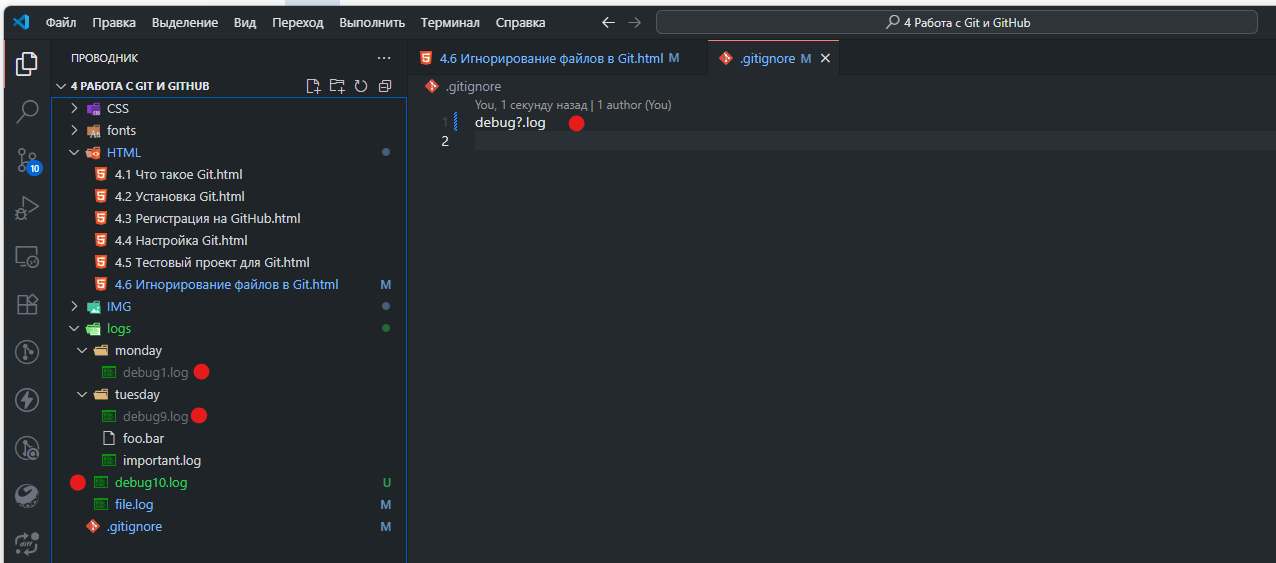 Файл Правка Выделение Вид Переход Выполнить Терминал Справка 4 Работа с Git и GitHub
ПРОВОДНИК
4 РАБОТА С GIT И GITHUB
CSS
fonts
HTML
4.1 Что такое Git.html
4.2 Установка Git.html
4.3 Регистрация на GitHub.html
4.4 Настройка Git.html
4.5 Тестовый проект для Git.html
4.6 Игнорирование файлов в Git.html M
IMG
logs
monday
debug1.log
tuesday
debug9.log
foo.bar
important.log
debug10.log U
file.log M
.gitignore M
10
4.6 Игнорирование файлов в Git.html M .gitignore M
.gitignore
You, 1 секунду назад | 1 author (You)
1 debug?.log
2